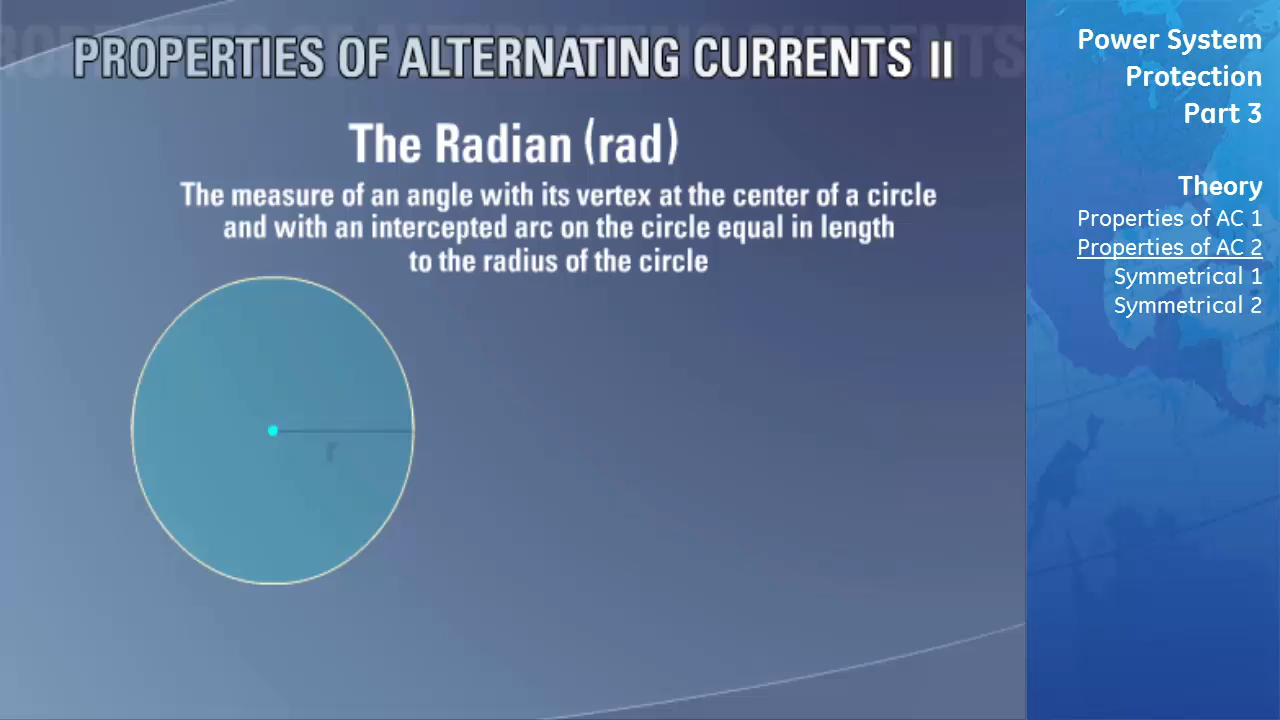 PROPERTIES OF ALTERNATING CURRENTS II
The Radian (rad)
The measure of an angle with its vertex at the center of a circle
and with an intercepted arc on the circle equal in length
to the radius of the circle
r
Power System
Protection
Part 3
Theory
Properties of AC 1
Properties of AC 2
Symmetrical 1
Symmetrical 2